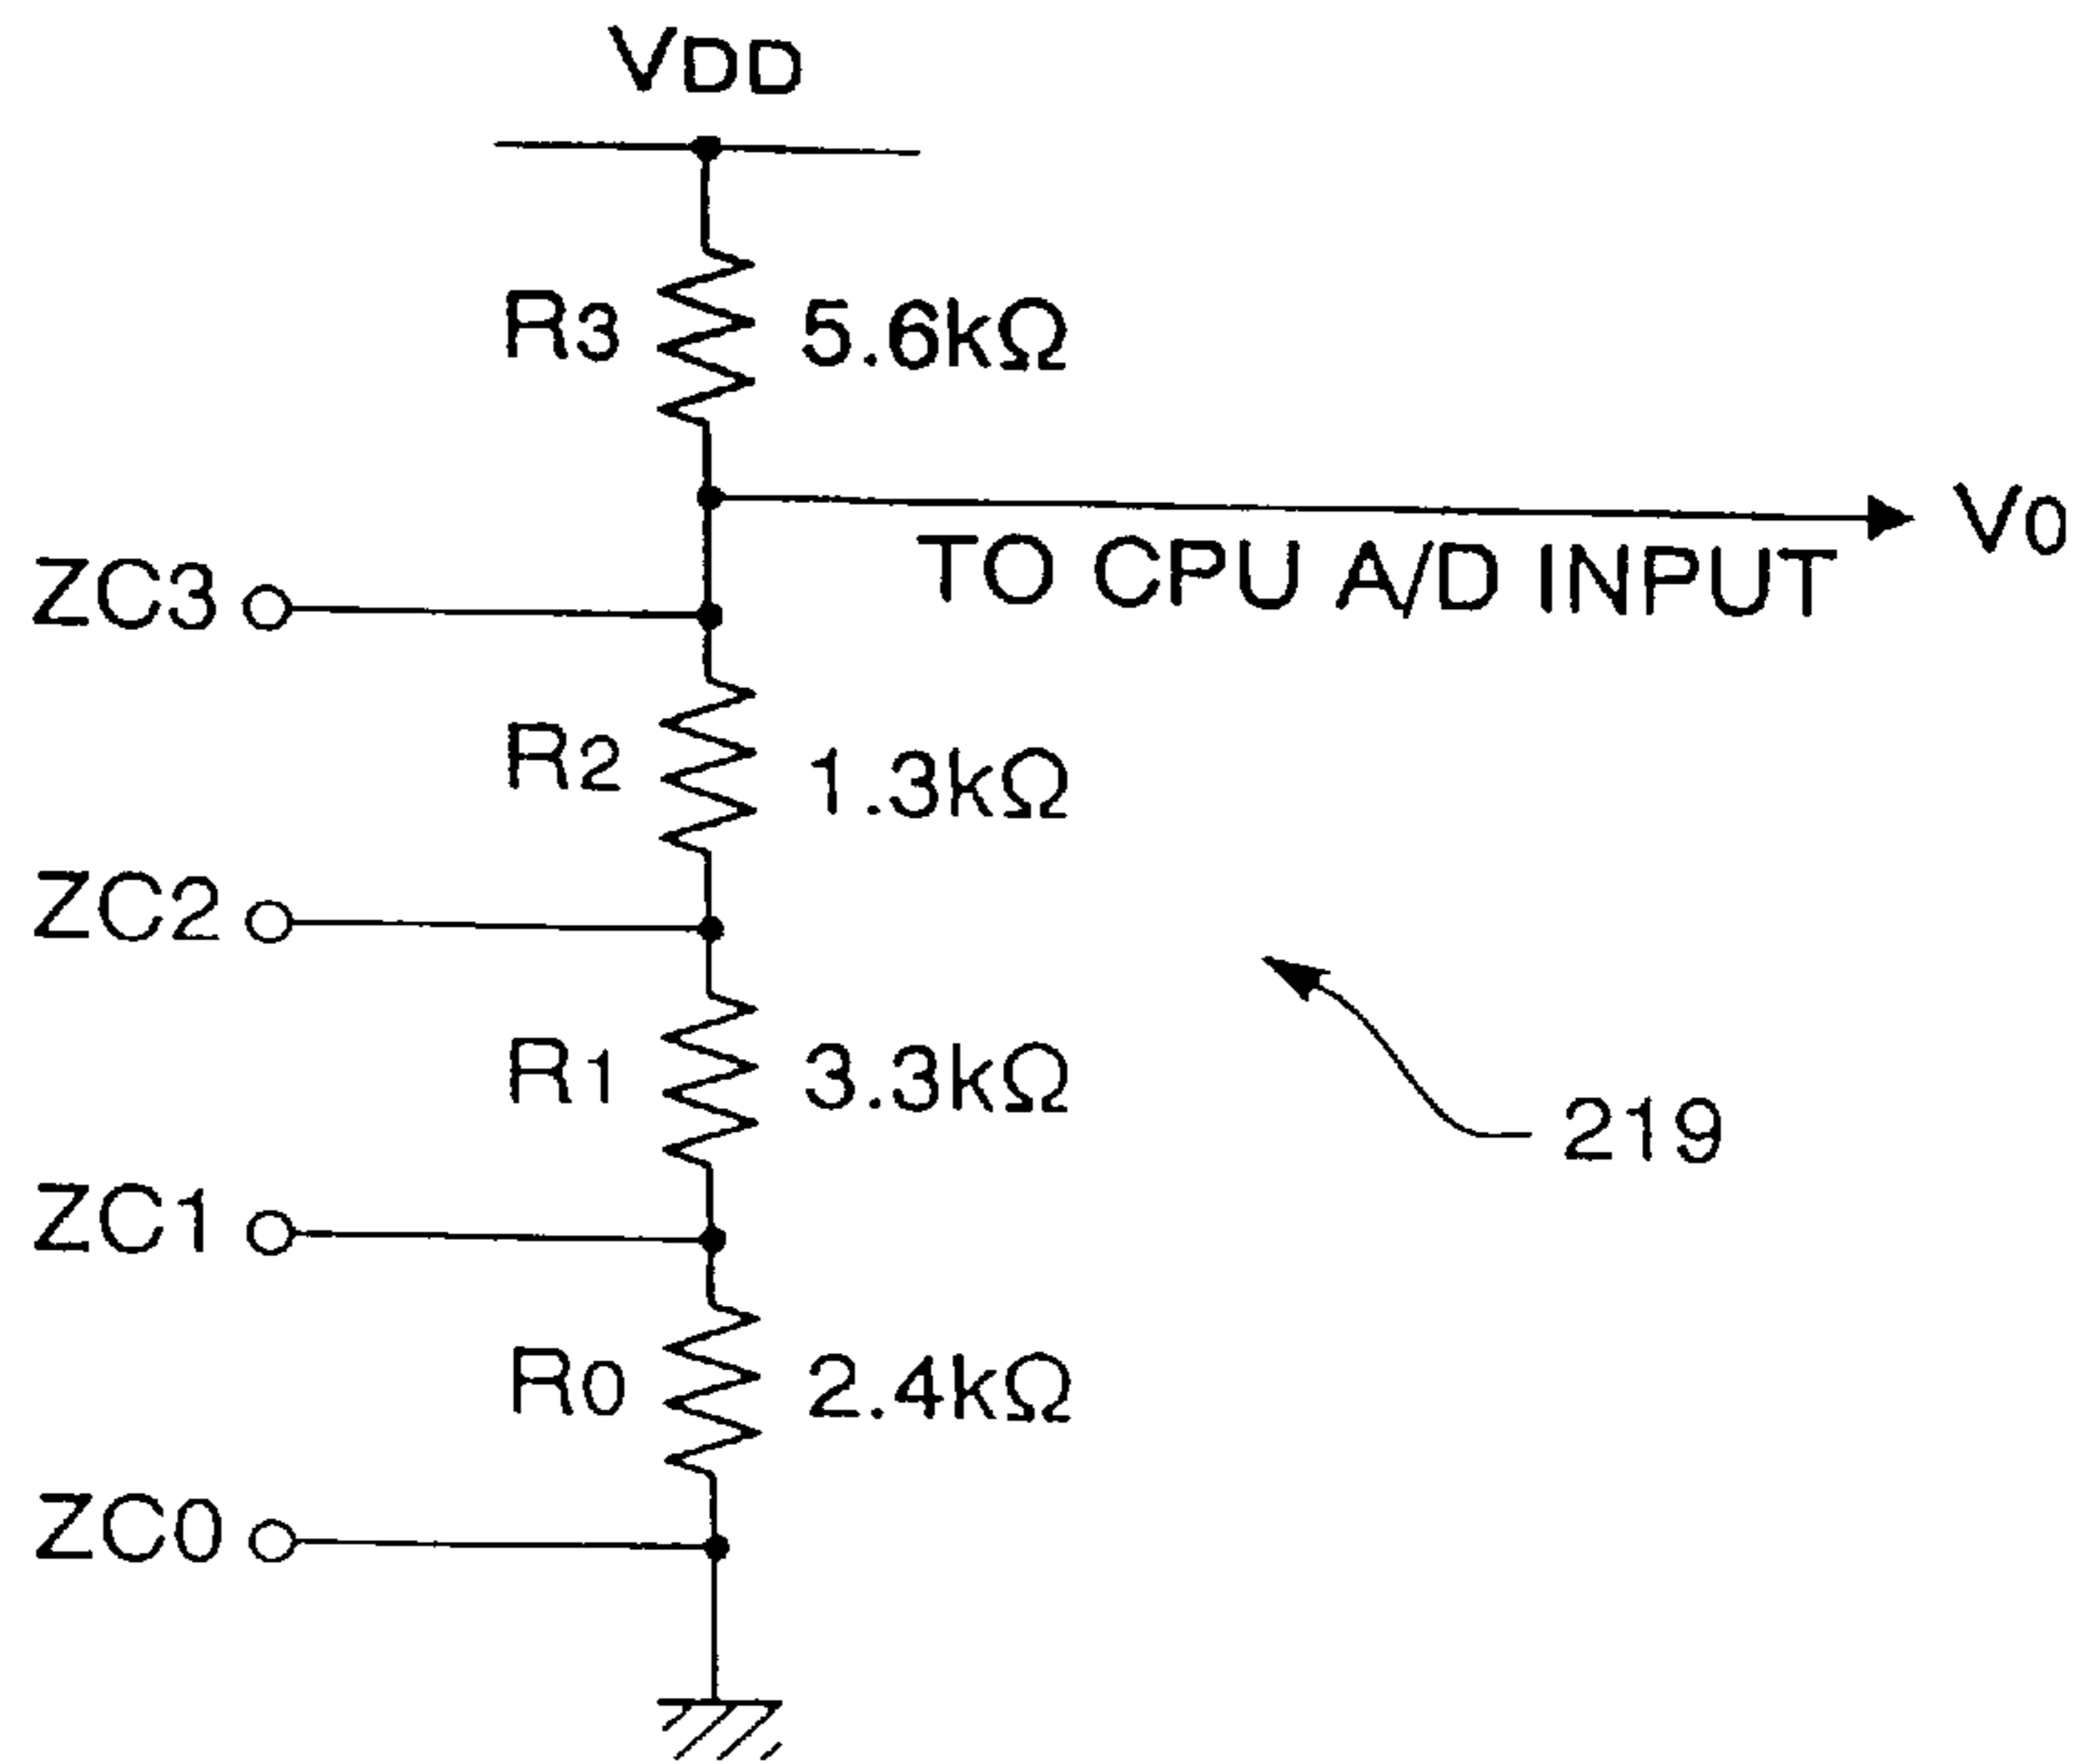 VDD
R3 5.6kΩ
V0
TO CPU A/D INPUT
ZC3
R2 1.3kΩ
ZC2
R1 3.3kΩ
219
ZC1
R0 2.4kΩ
ZC0